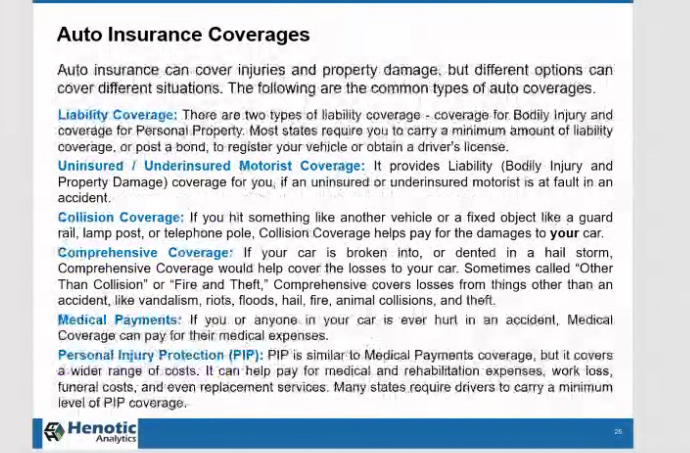 Auto Insurance Coverages
Auto insurance can cover injuries and property damage, but different options can
cover different situations. The following are the common types of auto coverages.
Liability Coverage: There are two types of liability coverage - coverage for Bodily Injury and
coverage for Personal Property. Most states require you to carry a minimum amount of liability
coverage, or post a bond, to register your vehicle or obtain a driver's license.
Uninsured / Underinsured Motorist Coverage: It provides Liability (Bodily Injury and
Property Damage) coverage for you, if an uninsured or underinsured motorist is at fault in an
accident.
Collision Coverage: If you hit something like another vehicle or a fixed object like a guard
rail, lamp post, or telephone pole, Collision Coverage helps pay for the damages to your car.
Comprehensive Coverage: If your car is broken into, or dented in a hail storm,
Comprehensive Coverage would help cover the losses to your car. Sometimes called “Other
Than Collision” or “Fire and Theft,” Comprehensive covers losses from things other than an
accident, like vandalism, riots, floods, hail, fire, animal collisions, and theft.
Medical Payments: If you or anyone in your car is ever hurt in an accident, Medical
Coverage can pay for their medical expenses.
Personal Injury Protection (PIP): PIP is similar to Medical Payments coverage, but it covers
a wider range of costs. It can help pay for medical and rehabilitation expenses, work loss,
funeral costs, and even replacement services. Many states require drivers to carry a minimum
level of PIP coverage.
Henotic
Analytics